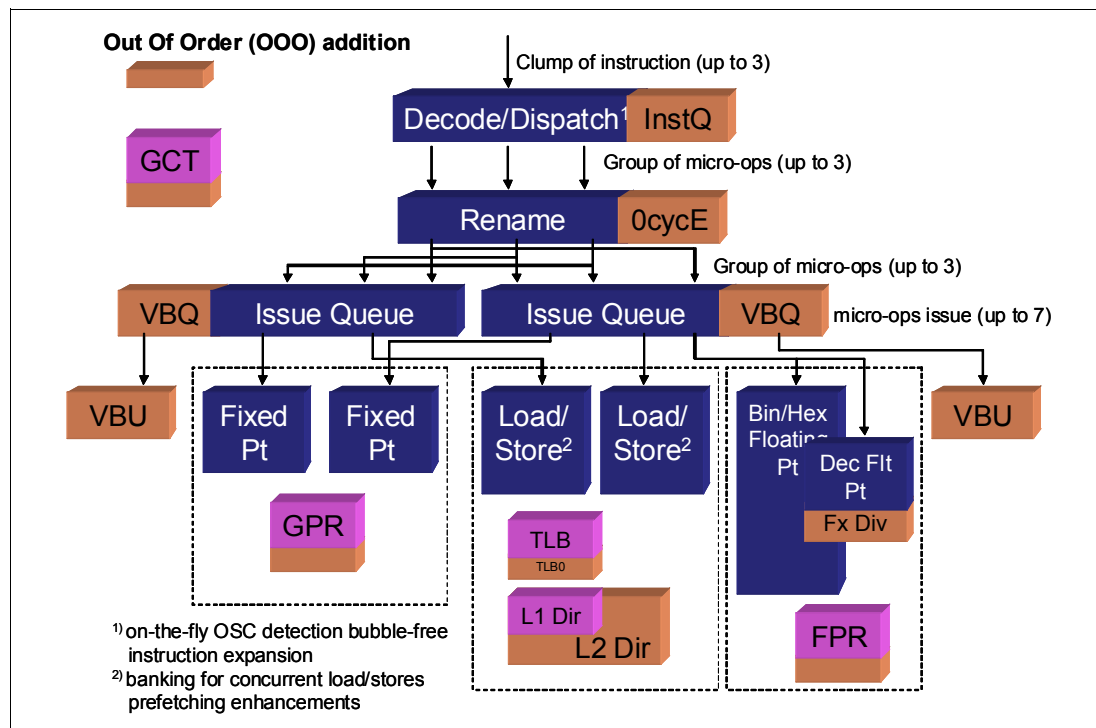 Out Of Order (OOO) addition
Clump of instruction (up to 3)
Decode/Dispatch¹⁾
InstQ
GCT
Group of micro-ops (up to 3)
Rename
0cycE
Group of micro-ops (up to 3)
VBQ
Issue Queue
Issue Queue
VBQ
micro-ops issue (up to 7)
VBU
Fixed
Pt
Fixed
Pt
Load/
Store²
Load/
Store²
Bin/Hex
Floating
Pt
Dec Flt
Pt
Fx Div
VBU
GPR
TLB
TLB0
L1 Dir
L2 Dir
FPR
¹⁾ on-the-fly OSC detection bubble-free
instruction expansion
²⁾ banking for concurrent load/stores
prefetching enhancements